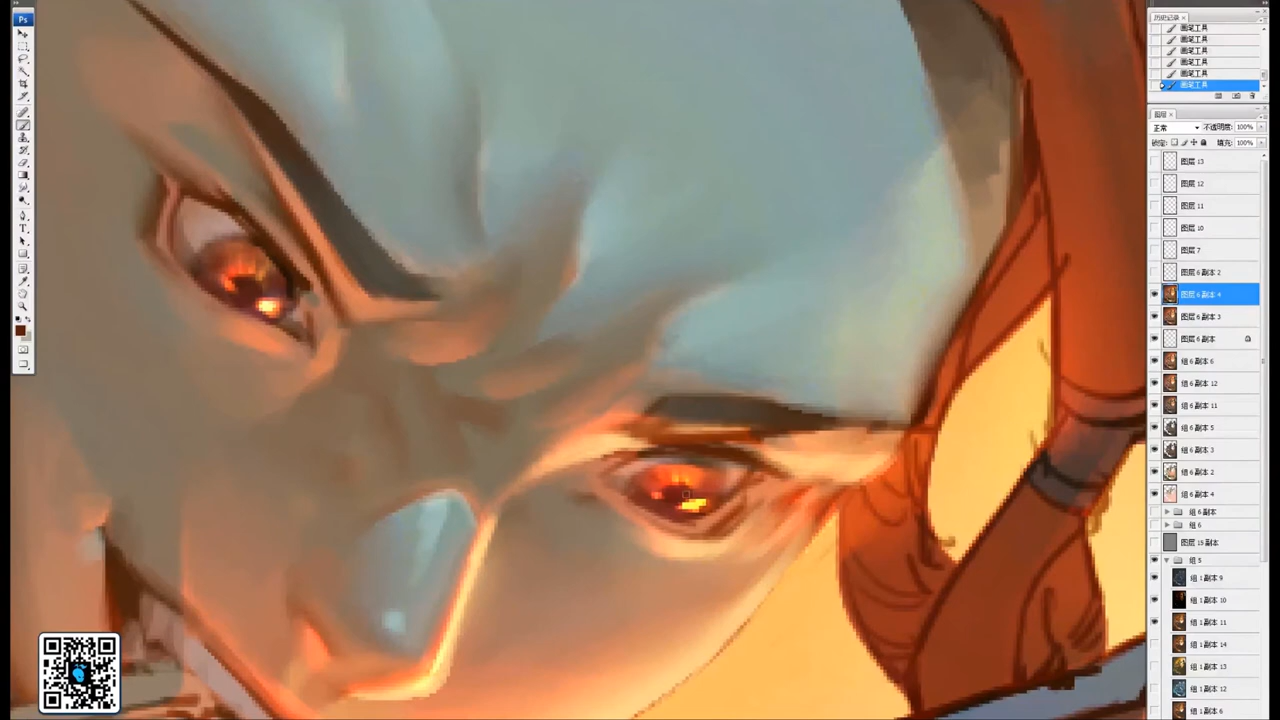 Ps
历史记录 ×
画笔工具
画笔工具
画笔工具
画笔工具
画笔工具
画笔工具
图层 ×
正常 不透明度: 100%
锁定: 填充: 100%
图层 13
图层 12
图层 11
图层 10
图层 7
图层 6 副本 2
图层 6 副本 4
图层 6 副本 3
图层 6 副本
组 6 副本 6
组 6 副本 12
组 6 副本 11
组 6 副本 5
组 6 副本 3
组 6 副本 2
组 6 副本 4
组 6 副本
组 6
图层 15 副本
组 5
组 1 副本 9
组 1 副本 10
组 1 副本 11
组 1 副本 14
组 1 副本 13
组 1 副本 12
组 1 副本 6